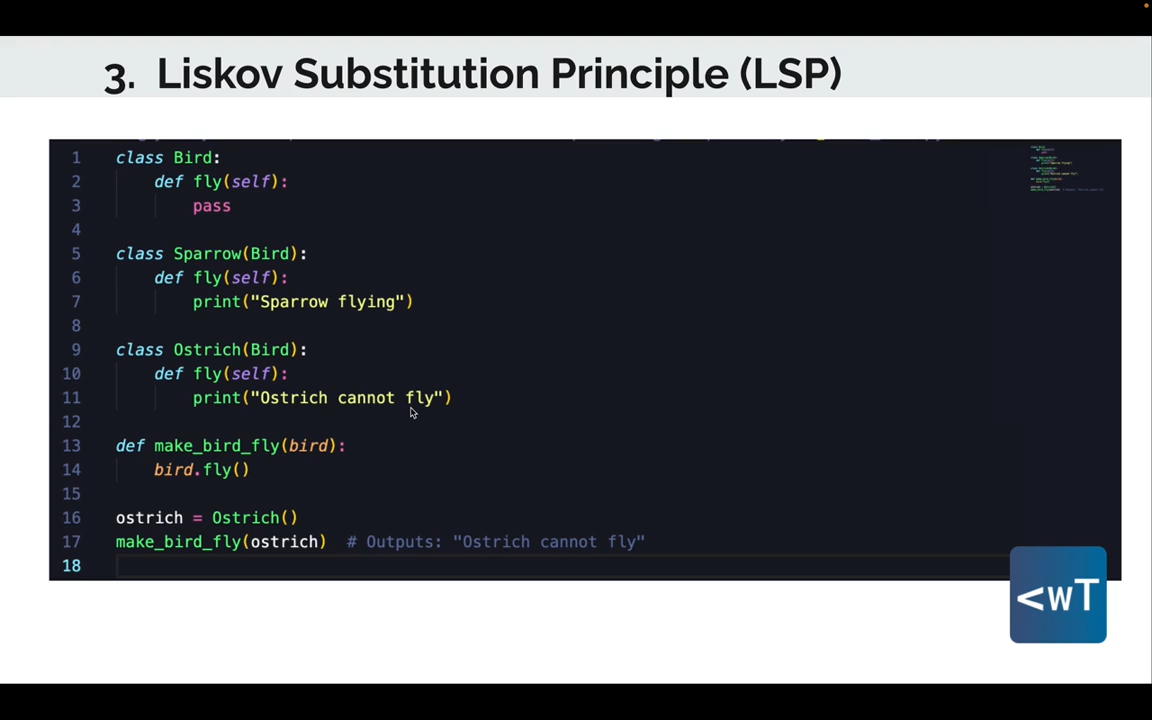 3. Liskov Substitution Principle (LSP)
1 class Bird:
2 def fly(self):
3 pass
4
5 class Sparrow(Bird):
6 def fly(self):
7 print("Sparrow flying")
8
9 class Ostrich(Bird):
10 def fly(self):
11 print("Ostrich cannot fly")
12
13 def make_bird_fly(bird):
14 bird.fly()
15
16 ostrich = Ostrich()
17 make_bird_fly(ostrich) # Outputs: "Ostrich cannot fly"
18
<wT